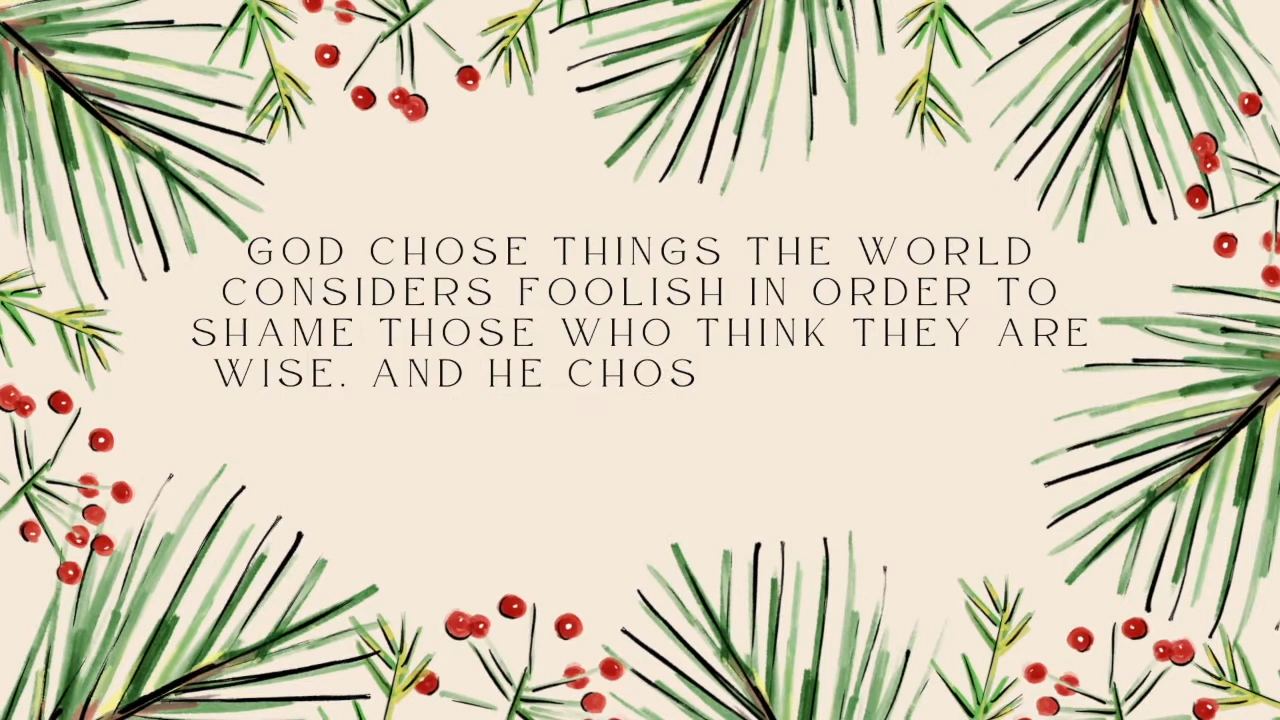 GOD CHOSE THINGS THE WORLD
CONSIDERS FOOLISH IN ORDER TO
SHAME THOSE WHO THINK THEY ARE
WISE. AND HE CHOS